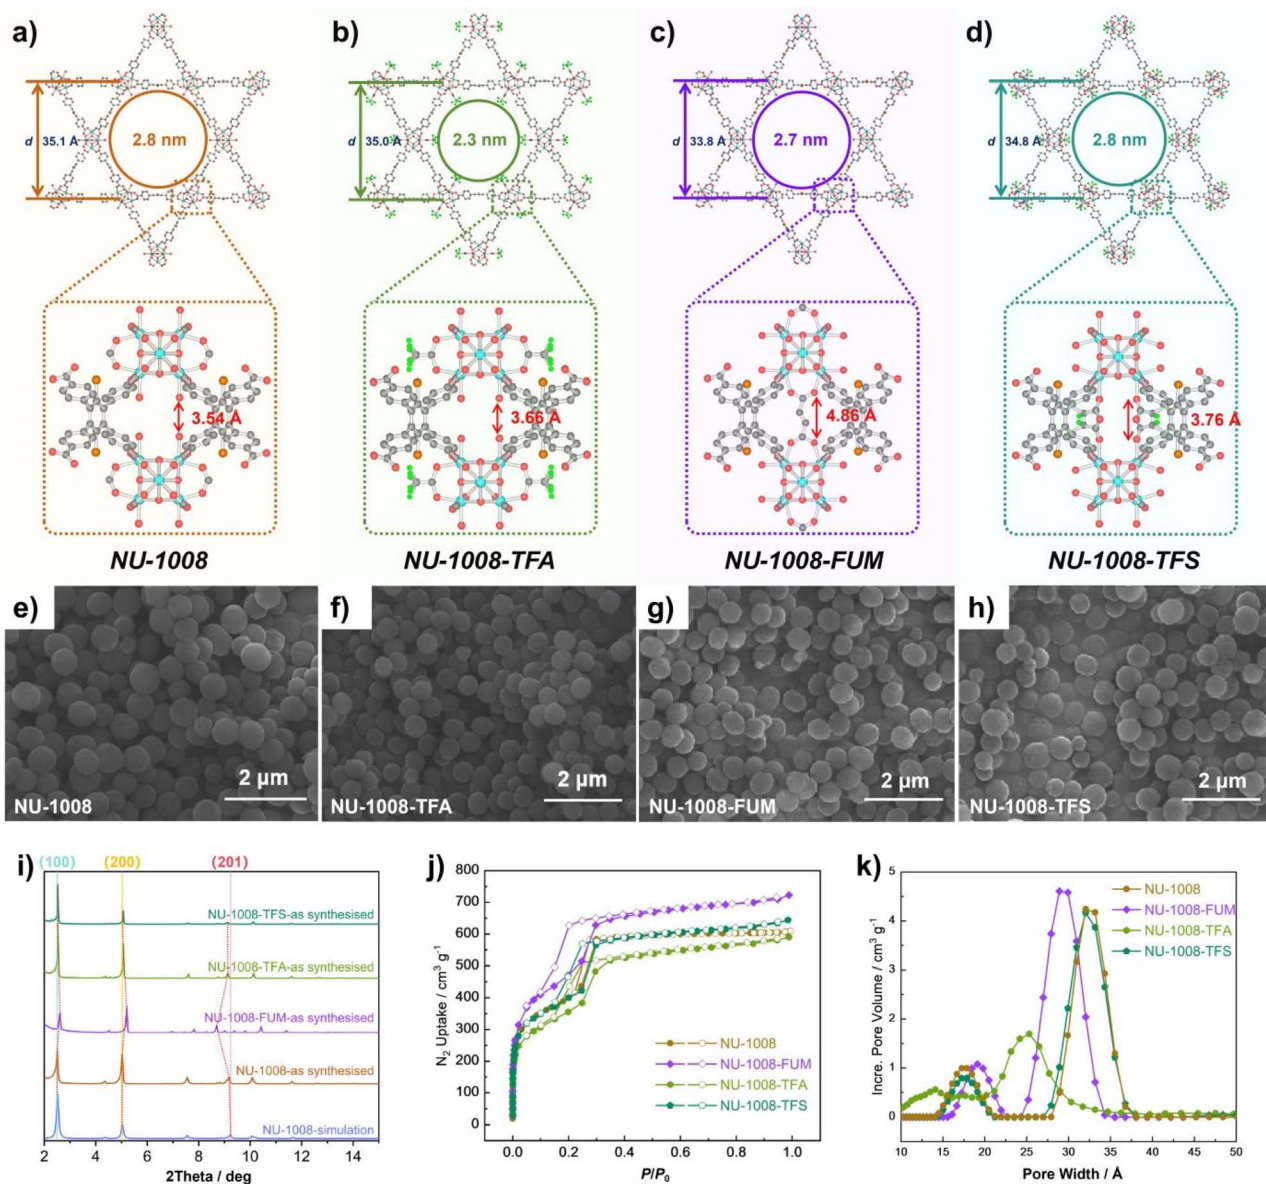 a)
b)
c)
d)
d 35.1 Å
2.8 nm
d 35.0 Å
2.3 nm
d 33.8 Å
2.7 nm
d 34.8 Å
2.8 nm
3.54 Å
3.66 Å
4.86 Å
3.76 Å
NU-1008
NU-1008-TFA
NU-1008-FUM
NU-1008-TFS
e)
f)
g)
h)
2 μm
NU-1008
2 μm
NU-1008-TFA
2 μm
NU-1008-FUM
2 μm
NU-1008-TFS
i)
(100) (200) (201)
NU-1008-TFS-as synthesised
NU-1008-TFA-as synthesised
NU-1008-FUM-as synthesised
NU-1008-as synthesised
NU-1008-simulation
2 4 6 8 10 12 14
2Theta / deg
j)
N2 Uptake / cm³ g⁻¹
800
700
600
500
400
300
200
100
0
NU-1008
NU-1008-FUM
NU-1008-TFA
NU-1008-TFS
0.0 0.2 0.4 0.6 0.8 1.0
P/P0
k)
Incre. Pore Volume / cm³ g⁻¹
5
4
3
2
1
0
NU-1008
NU-1008-FUM
NU-1008-TFA
NU-1008-TFS
10 15 20 25 30 35 40 45 50
Pore Width / Å